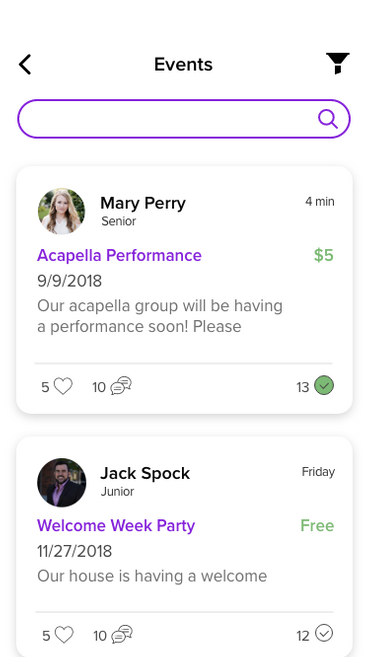 Events
Mary Perry
4 min
Senior
Acapella Performance
$5
9/9/2018
Our acapella group will be having
a performance soon! Please
5
10
13
Jack Spock
Friday
Junior
Welcome Week Party
Free
11/27/2018
Our house is having a welcome
5
10
12